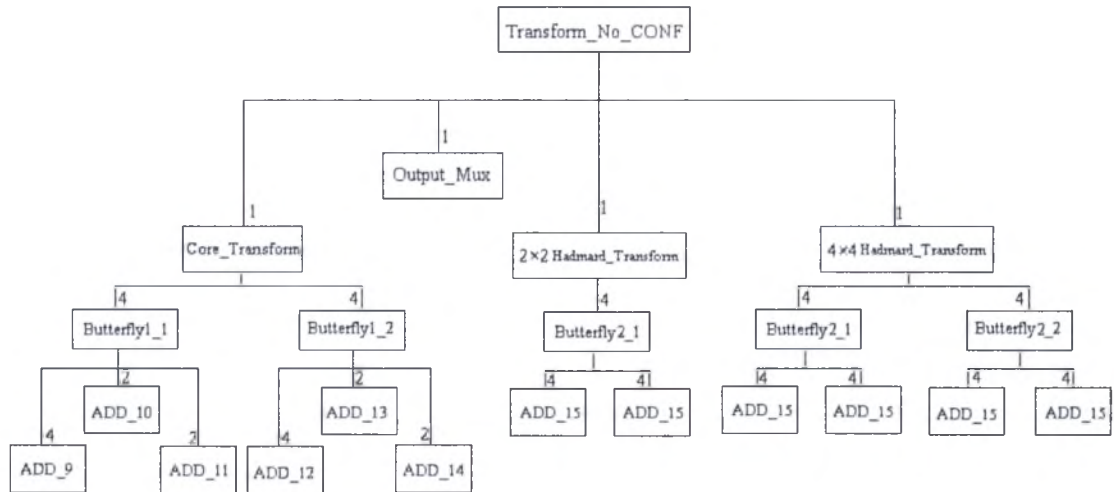 Transform_No_CONF
1
Output_Mux
1
1
1
Core_Transform
2×2 Hadmard_Transform
4×4 Hadmard_Transform
4
4
4
4
4
Butterfly1_1
Butterfly1_2
Butterfly2_1
Butterfly2_1
Butterfly2_2
2
2
4
4
4
4
4
4
ADD_10
ADD_13
ADD_15
ADD_15
ADD_15
ADD_15
ADD_15
ADD_15
4
2
4
2
ADD_9
ADD_11
ADD_12
ADD_14